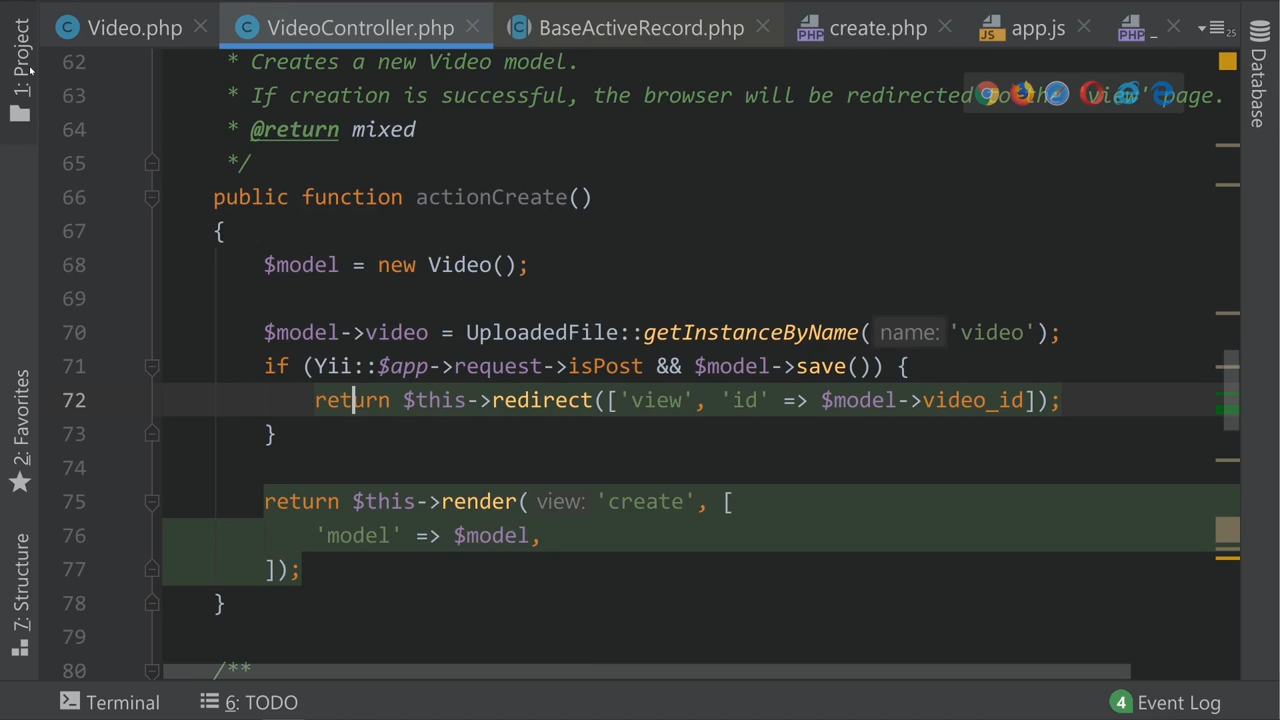 Video.php
VideoController.php
BaseActiveRecord.php
create.php
app.js
_
25
1: Project
2: Favorites
7: Structure
Database
62 * Creates a new Video model.
63 * If creation is successful, the browser will be redirected to the 'view' page.
64 * @return mixed
65 */
66 public function actionCreate()
67 {
68 $model = new Video();
69
70 $model->video = UploadedFile::getInstanceByName( name: 'video');
71 if (Yii::$app->request->isPost && $model->save()) {
72 return $this->redirect(['view', 'id' => $model->video_id]);
73 }
74
75 return $this->render( view: 'create', [
76 'model' => $model,
77 ]);
78 }
79
80 /**
Terminal
6: TODO
4 Event Log